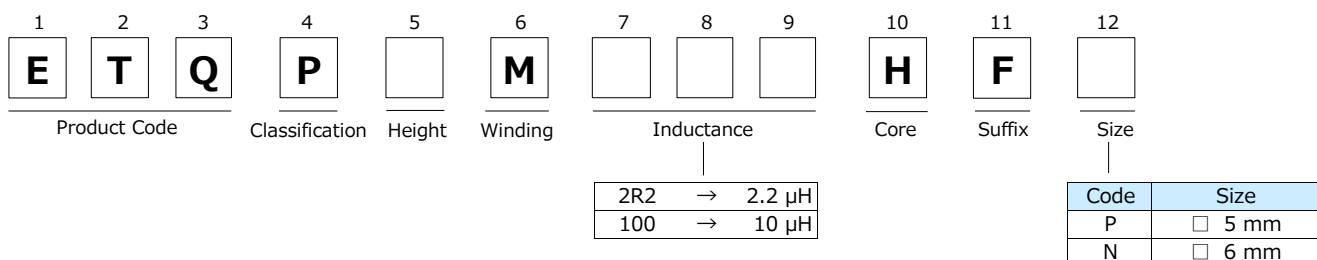 1 2 3 4 5 6 7 8 9 10 11 12
E T Q P M H F
Product Code Classification Height Winding Inductance Core Suffix Size
2R2 → 2.2 μH
100 → 10 μH
Code Size
P □ 5 mm
N □ 6 mm